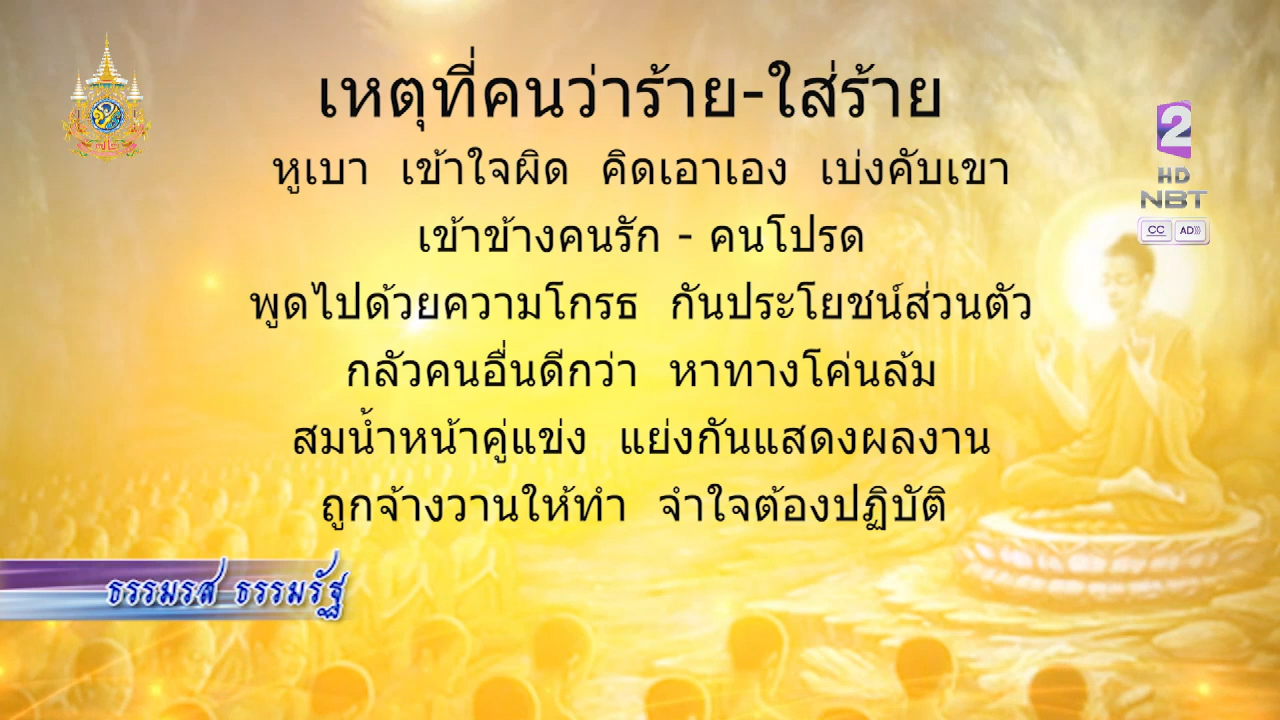 เหตุที่คนว่าร้าย-ใส่ร้าย
หูเบา เข้าใจผิด คิดเอาเอง เบ่งคับเขา
เข้าข้างคนรัก - คนโปรด
พูดไปด้วยความโกรธ กันประโยชน์ส่วนตัว
กลัวคนอื่นดีกว่า หาทางโค่นล้ม
สมน้ำหน้าคู่แข่ง แย่งกันแสดงผลงาน
ถูกจ้างวานให้ทำ จำใจต้องปฏิบัติ
ธรรมรส ธรรมรัฐ
2
HD
NBT
CC AD
๗๒